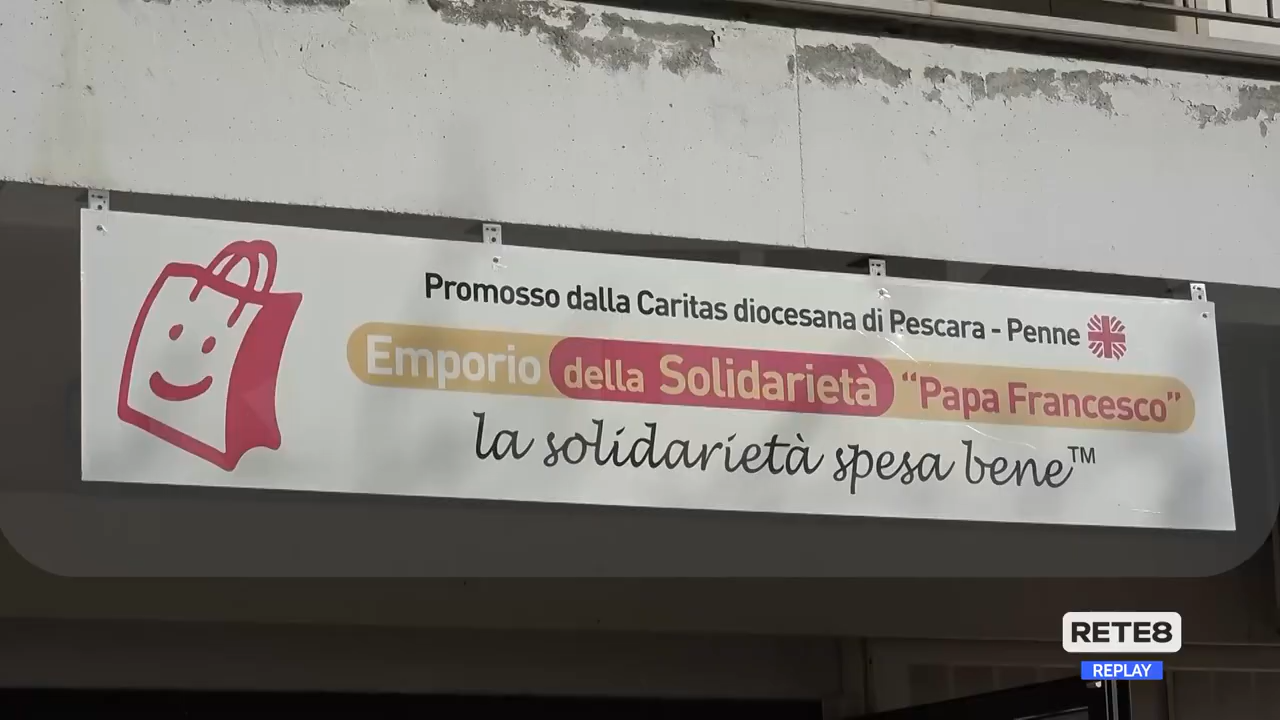 Promosso dalla Caritas diocesana di Pescara - Penne
Emporio della Solidarietà “Papa Francesco”
la solidarietà spesa bene™
RETE8
REPLAY